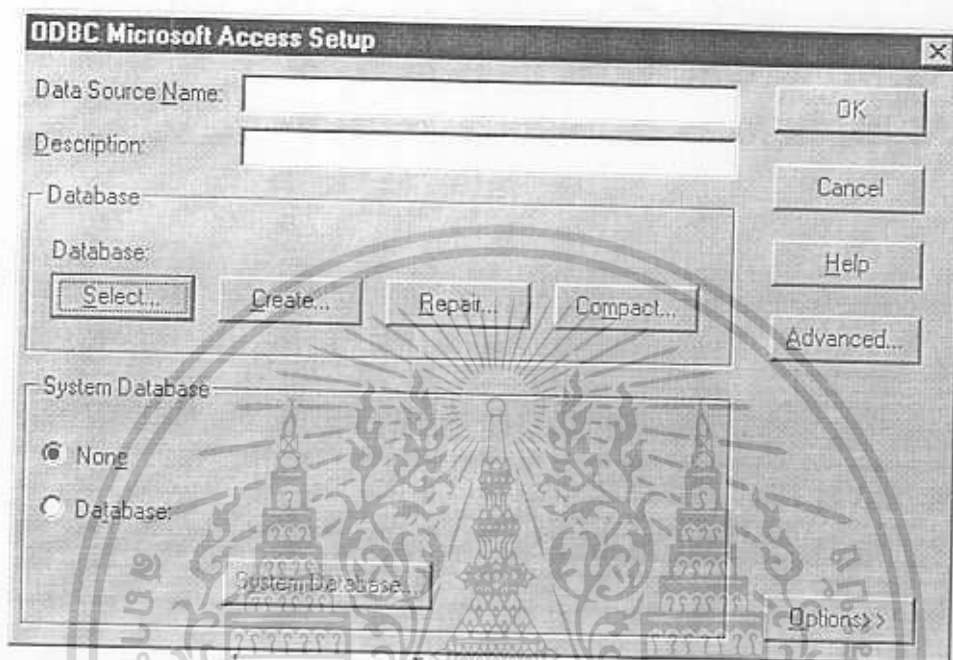 ODBC Microsoft Access Setup
Data Source Name:
OK
Description:
Cancel
Database
Database:
Help
Select...
Create...
Repair...
Compact...
Advanced...
System Database
None
Database:
System Database...
Options>>